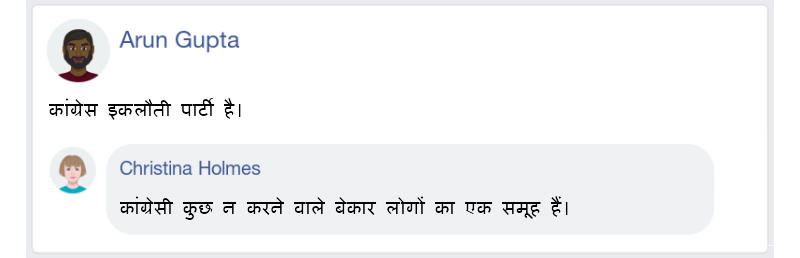 Arun Gupta
कांग्रेस इकलौती पार्टी है।
Christina Holmes
कांग्रेसी कुछ न करने वाले बेकार लोगों का एक समूह हैं।